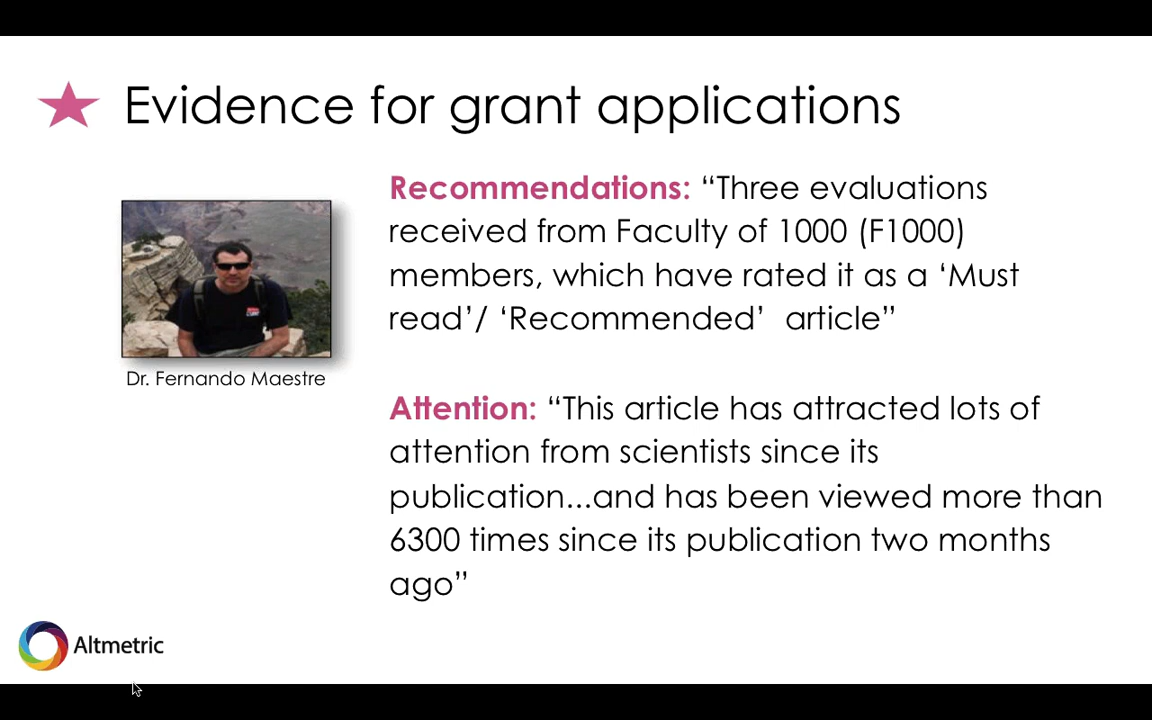 Evidence for grant applications
Recommendations: “Three evaluations
received from Faculty of 1000 (F1000)
members, which have rated it as a ‘Must
read’/ ‘Recommended’ article”
Dr. Fernando Maestre
Attention: “This article has attracted lots of
attention from scientists since its
publication...and has been viewed more than
6300 times since its publication two months
ago”
Altmetric